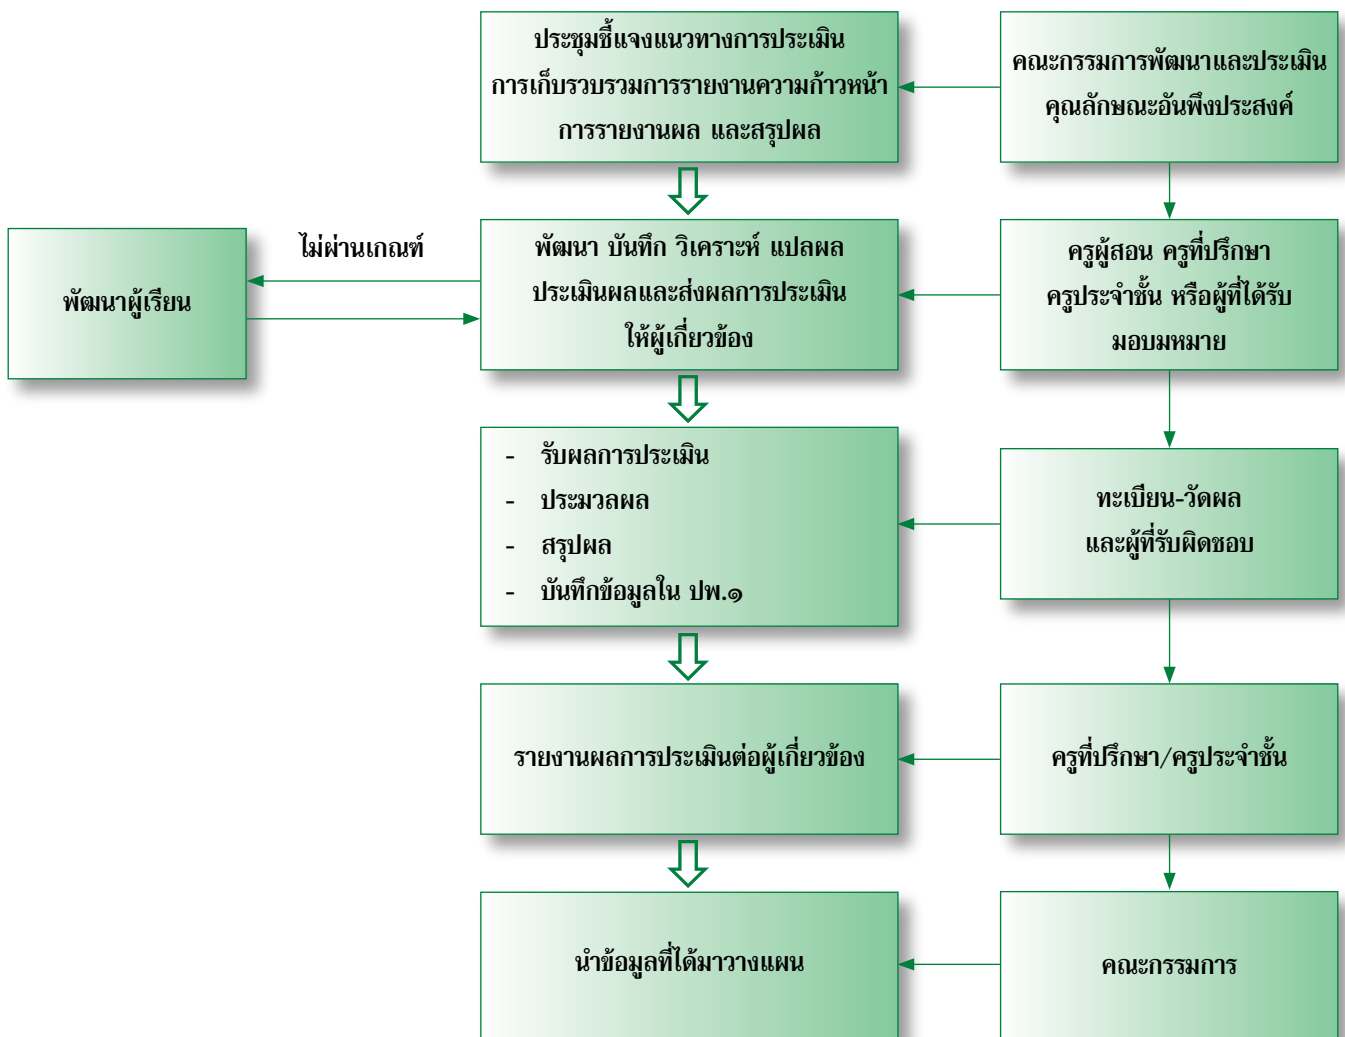 ประชุมชี้แจงแนวทางการประเมิน
การเก็บรวบรวมการรายงานความก้าวหน้า
การรายงานผล และสรุปผล
คณะกรรมการพัฒนาและประเมิน
คุณลักษณะอันพึงประสงค์
พัฒนาผู้เรียน
ไม่ผ่านเกณฑ์
พัฒนา บันทึก วิเคราะห์ แปลผล
ประเมินผลและส่งผลการประเมิน
ให้ผู้เกี่ยวข้อง
ครูผู้สอน ครูที่ปรึกษา
ครูประจำชั้น หรือผู้ที่ได้รับ
มอบมหมาย
- รับผลการประเมิน
- ประมวลผล
- สรุปผล
- บันทึกข้อมูลใน ปพ.๑
ทะเบียน-วัดผล
และผู้ที่รับผิดชอบ
รายงานผลการประเมินต่อผู้เกี่ยวข้อง
ครูที่ปรึกษา/ครูประจำชั้น
นำข้อมูลที่ได้มาวางแผน
คณะกรรมการ